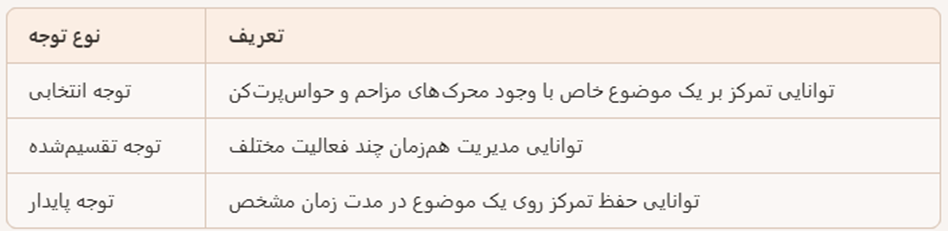 نوع توجه	تعریف
توجه انتخابی	توانایی تمرکز بر یک موضوع خاص با وجود محرک‌های مزاحم و حواس‌پرت‌کن
توجه تقسیم‌شده	توانایی مدیریت هم‌زمان چند فعالیت مختلف
توجه پایدار	توانایی حفظ تمرکز روی یک موضوع در مدت زمان مشخص